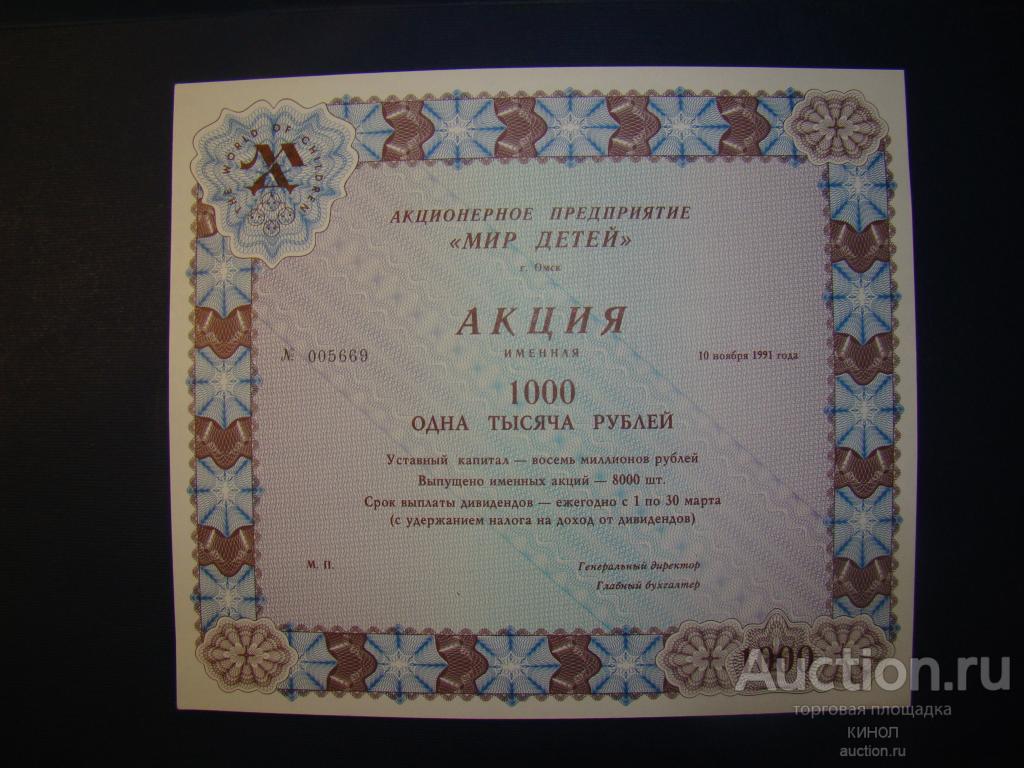 THE WORLD OF CHILDREN
АКЦИОНЕРНОЕ ПРЕДПРИЯТИЕ
«МИР ДЕТЕЙ»
г. Омск
АКЦИЯ
ИМЕННАЯ
№ 005669
10 ноября 1991 года
1000
ОДНА ТЫСЯЧА РУБЛЕЙ
Уставный капитал — восемь миллионов рублей
Выпущено именных акций — 8000 шт.
Срок выплаты дивидендов — ежегодно с 1 по 30 марта
(с удержанием налога на доход от дивидендов)
М. П.
Генеральный директор
Главный бухгалтер
1000
Auction.ru
торговая площадка
КИНОЛ
auction.ru